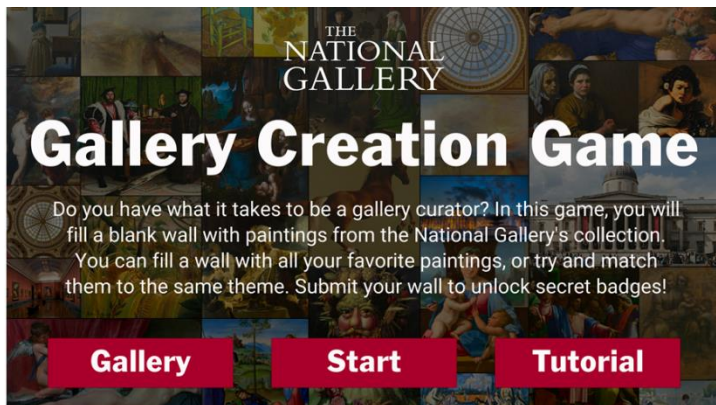 THE
NATIONAL
GALLERY
Gallery Creation Game
Do you have what it takes to be a gallery curator? In this game, you will
fill a blank wall with paintings from the National Gallery's collection.
You can fill a wall with all your favorite paintings, or try and match
them to the same theme. Submit your wall to unlock secret badges!
Gallery
Start
Tutorial